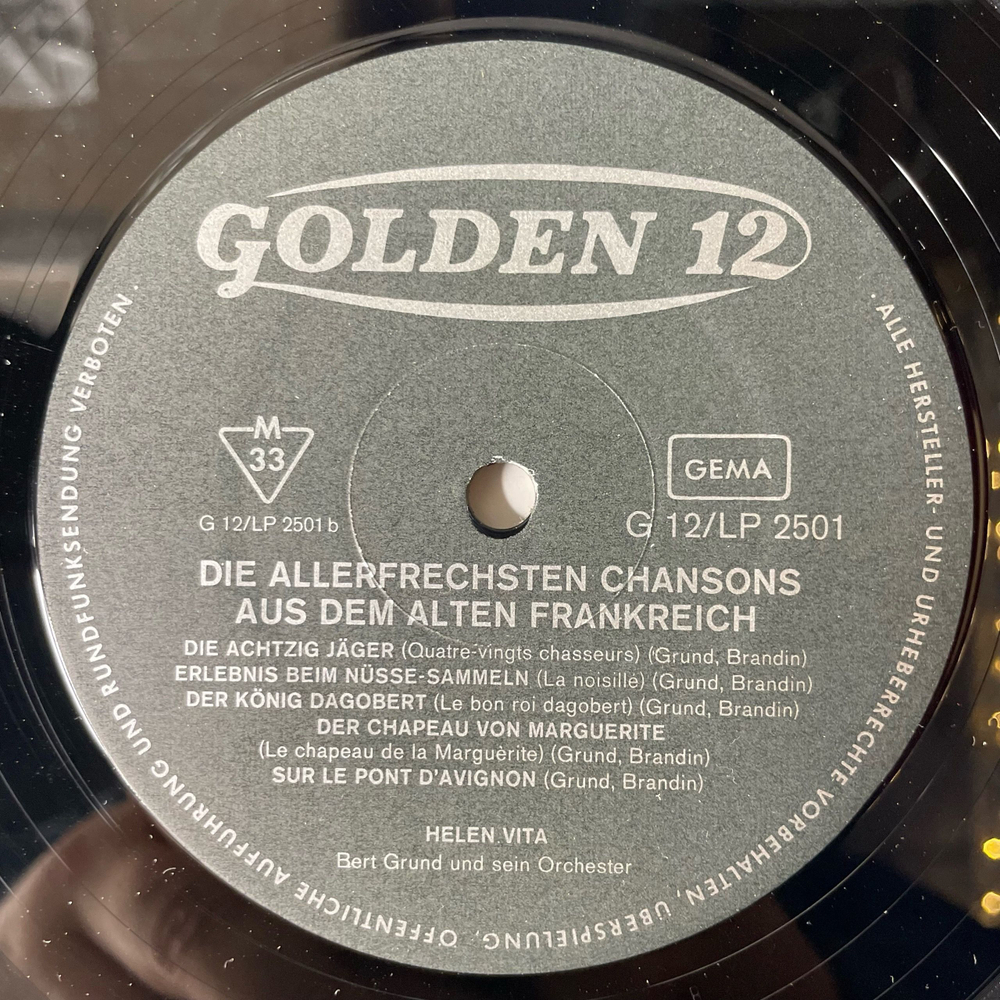 GOLDEN 12
M
33
GEMA
G 12/LP 2501 b
G 12/LP 2501
DIE ALLERFRECHSTEN CHANSONS
AUS DEM ALTEN FRANKREICH
DIE ACHTZIG JÄGER (Quatre-vingts chasseurs) (Grund, Brandin)
ERLEBNIS BEIM NÜSSE-SAMMELN (La noisille) (Grund, Brandin)
DER KÖNIG DAGOBERT (Le bon roi dagobert) (Grund, Brandin)
DER CHAPEAU VON MARGUERITE
(Le chapeau de la Marguèrite) (Grund, Brandin)
SUR LE PONT D'AVIGNON (Grund, Brandin)
HELEN VITA
Bert Grund und sein Orchester
· ALLE HERSTELLER- UND URHEBERRECHTE VORBEHALTEN, ÜBERSPIELUNG, ÖFFENTLICHE AUFFÜHRUNG UND RUNDFUNKSENDUNG VERBOTEN ·